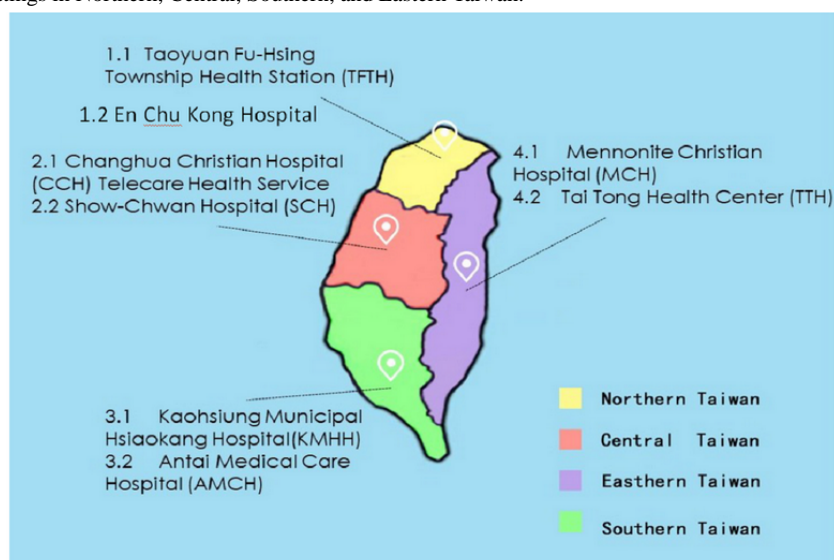 Northern, Central, Southern, and Eastern Taiwan.
1.1 Taoyuan Fu-Hsing
Township Health Station (TFTH)
1.2 En Chu Kong Hospital
2.1 Changhua Christian Hospital
(CCH) Telecare Health Service
2.2 Show-Chwan Hospital (SCH)
4.1 Mennonite Christian
Hospital (MCH)
4.2 Tai Tong Health Center (TTH)
3.1 Kaohsiung Municipal
Hsiaokang Hospital(KMHH)
3.2 Antai Medical Care
Hospital (AMCH)
Northern Taiwan
Central Taiwan
Easthern Taiwan
Southern Taiwan